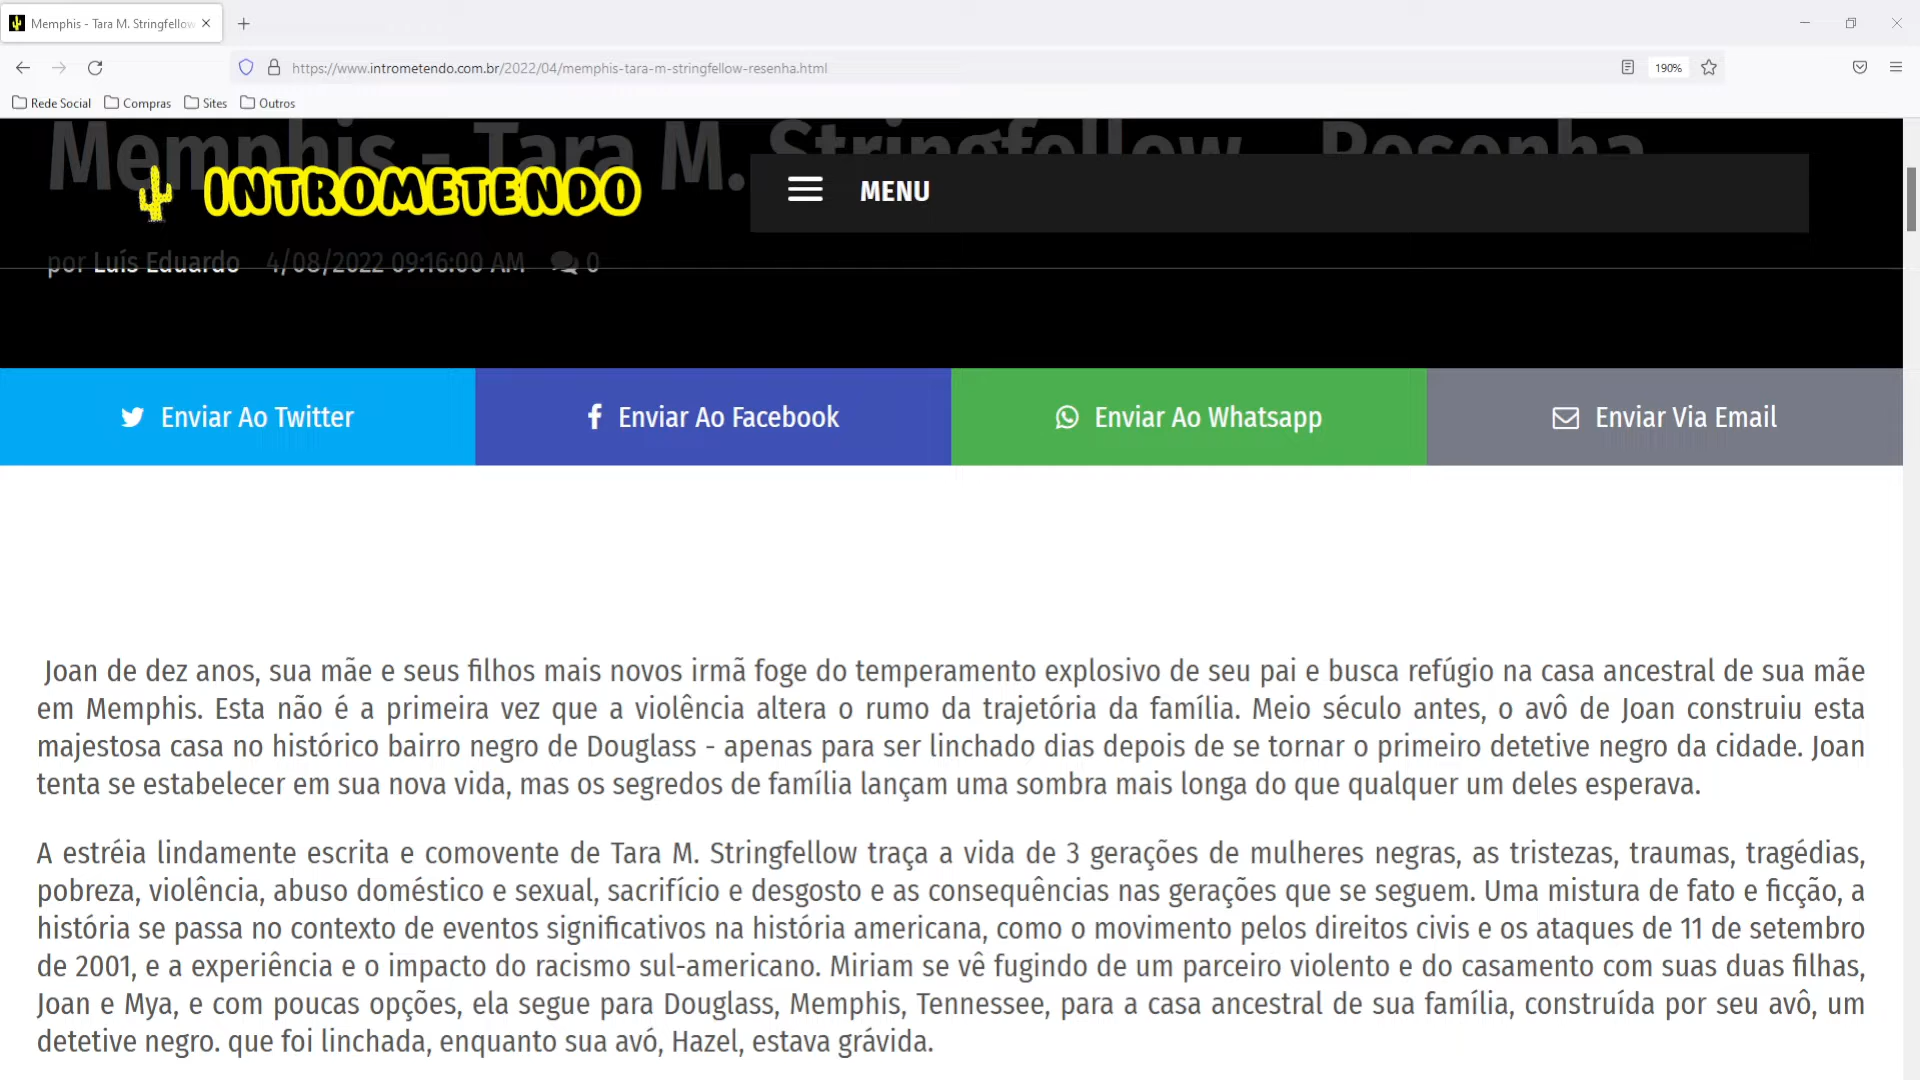 Memphis - Tara M. Stringfellow
https://www.intrometendo.com.br/2022/04/memphis-tara-m-stringfellow-resenha.html
190%
Rede Social
Compras
Sites
Outros
Memphis - Tara M. Stringfellow - Resenha
INTROMETENDO
MENU
por Luís Eduardo 4/08/2022 09:16:00 AM 0
Enviar Ao Twitter
Enviar Ao Facebook
Enviar Ao Whatsapp
Enviar Via Email
Joan de dez anos, sua mãe e seus filhos mais novos irmã foge do temperamento explosivo de seu pai e busca refúgio na casa ancestral de sua mãe
em Memphis. Esta não é a primeira vez que a violência altera o rumo da trajetória da família. Meio século antes, o avô de Joan construiu esta
majestosa casa no histórico bairro negro de Douglass - apenas para ser linchado dias depois de se tornar o primeiro detetive negro da cidade. Joan
tenta se estabelecer em sua nova vida, mas os segredos de família lançam uma sombra mais longa do que qualquer um deles esperava.
A estréia lindamente escrita e comovente de Tara M. Stringfellow traça a vida de 3 gerações de mulheres negras, as tristezas, traumas, tragédias,
pobreza, violência, abuso doméstico e sexual, sacrifício e desgosto e as consequências nas gerações que se seguem. Uma mistura de fato e ficção, a
história se passa no contexto de eventos significativos na história americana, como o movimento pelos direitos civis e os ataques de 11 de setembro
de 2001, e a experiência e o impacto do racismo sul-americano. Miriam se vê fugindo de um parceiro violento e do casamento com suas duas filhas,
Joan e Mya, e com poucas opções, ela segue para Douglass, Memphis, Tennessee, para a casa ancestral de sua família, construída por seu avô, um
detetive negro. que foi linchada, enquanto sua avó, Hazel, estava grávida.